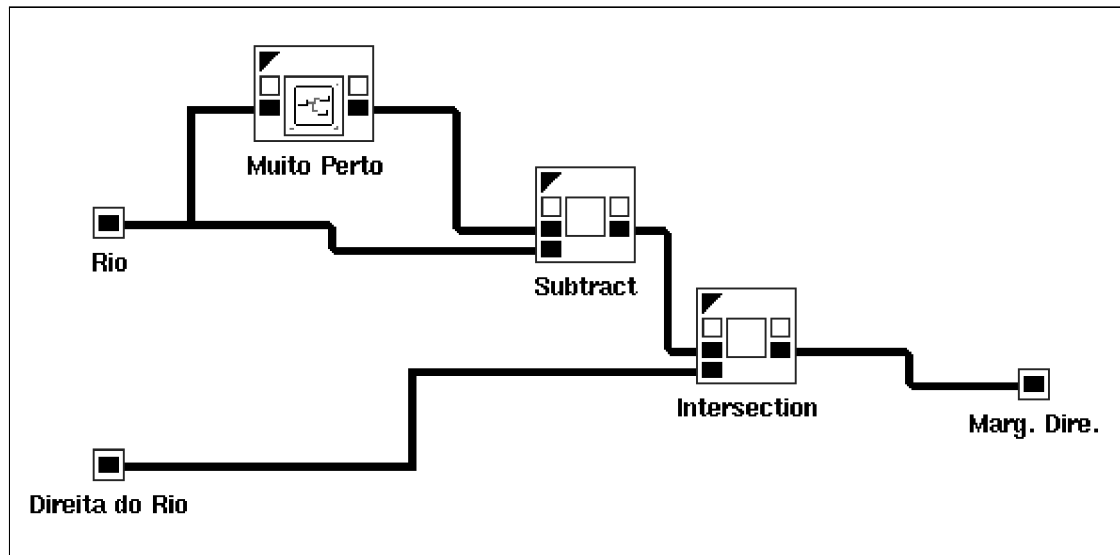 Muito Perto
Rio
Subtract
Intersection
Marg. Dire.
Direita do Rio